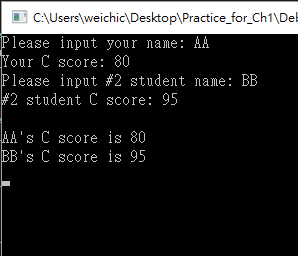 C:\Users\weichic\Desktop\Practice_for_Ch1\Del
Please input your name: AA
Your C score: 80
Please input #2 student name: BB
#2 student C score: 95
AA's C score is 80
BB's C score is 95